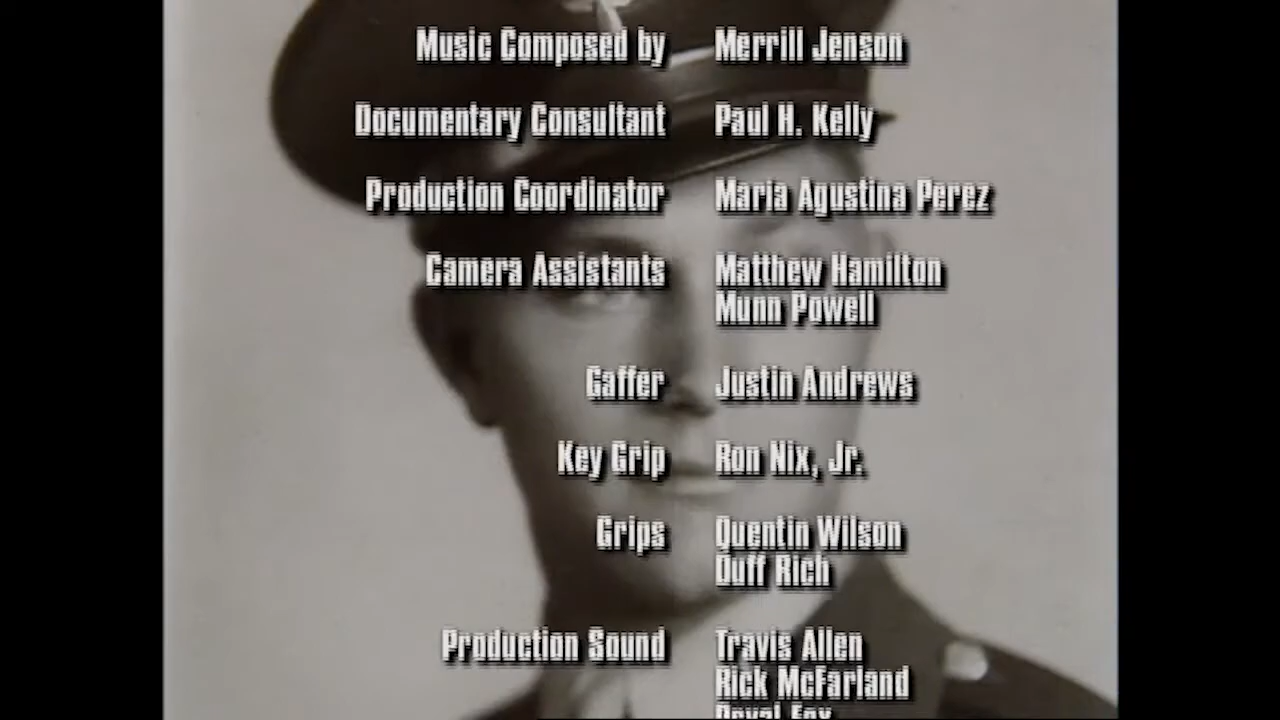 Music Composed by Merrill Jenson
Documentary Consultant Paul H. Kelly
Production Coordinator Maria Agustina Perez
Camera Assistants Matthew Hamilton
Munn Powell
Gaffer Justin Andrews
Key Grip Ron Nix, Jr.
Grips Quentin Wilson
Duff Rich
Production Sound Travis Allen
Rick McFarland